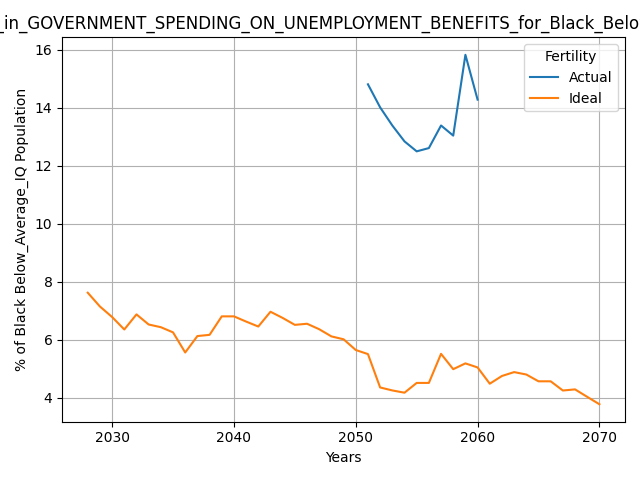 _in_GOVERNMENT_SPENDING_ON_UNEMPLOYMENT_BENEFITS_for_Black_Belo
Fertility
Actual
Ideal
% of Black Below_Average_IQ Population
16
14
12
10
8
6
4
2030 2040 2050 2060 2070
Years